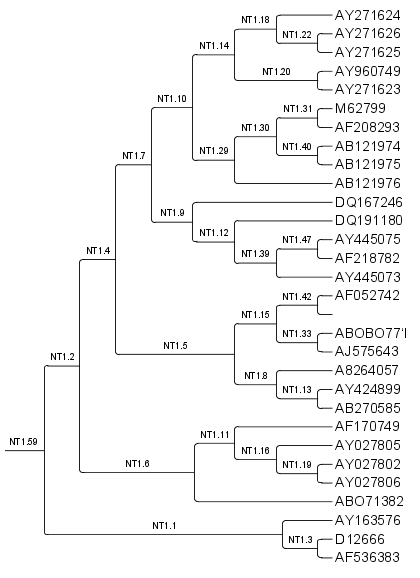 NT1.18 AY271624
NT1.22 AY271626
NT1.14 AY271625
NT1.20 AY960749
AY271623
NT1.10 NT1.31 M62799
NT1.30 AF208293
NT1.29 NT1.40 AB121974
NT1.7 AB121975
AB121976
DQ167246
NT1.9 DQ191180
NT1.12 NT1.47 AY445075
NT1.4 NT1.39 AF218782
AY445073
NT1.42 AF052742
NT1.15
NT1.33 ABOBO77
NT1.5 AJ575643
NT1.2 NT1.8 A8264057
NT1.13 AY424899
AB270585
NT1.11 AF170749
NT1.59 NT1.16 AY027805
NT1.6 NT1.19 AY027802
AY027806
ABO71382
NT1.1 AY163576
NT1.3 D12666
AF536383